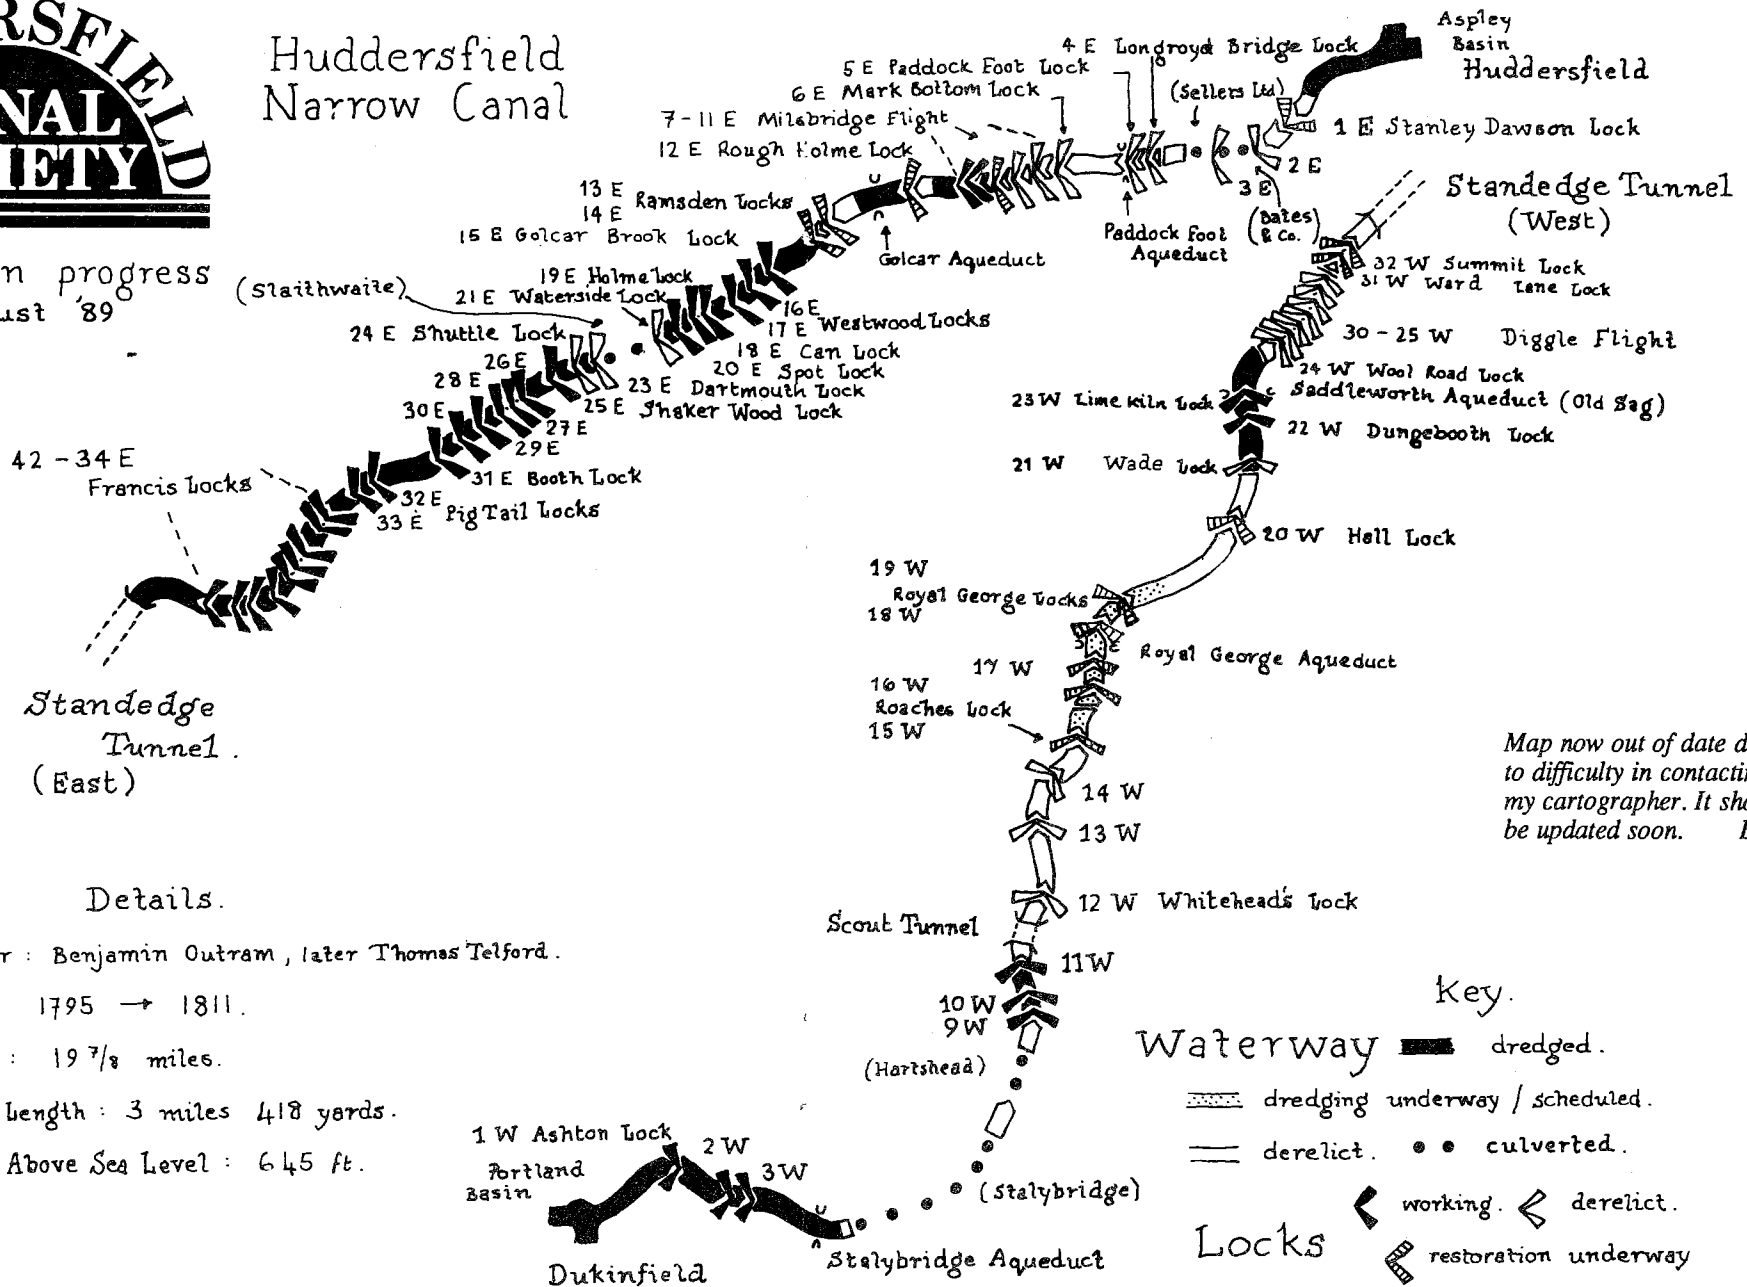 Huddersfield
Narrow Canal
RSFIELD
NAL
IETY
n progress
ust '89
Aspley
Basin
Huddersfield
4 E Longroyd Bridge Lock
5 E Paddock Foot Lock
6 E Mark Bottom Lock
(Sellers Ltd)
7-11 E Milsbridge Flight
12 E Rough Holme Lock
1 E Stanley Dawson Lock
2 E
3 E
(Bates & Co.)
Paddock Foot
Aqueduct
13 E
14 E Ramsden Locks
15 E Golcar Brook Lock
Golcar Aqueduct
(Slaithwaite)
19 E Holme Lock
21 E Waterside Lock
16 E
17 E Westwood Locks
18 E Can Lock
20 E Spot Lock
24 E Shuttle Lock
23 E Dartmouth Lock
25 E Shaker Wood Lock
26 E
28 E
30 E
27 E
29 E
31 E Booth Lock
32 E
33 E Pig Tail Locks
42-34 E
Francis Locks
Standedge
Tunnel.
(East)
Standedge Tunnel
(West)
32 W Summit Lock
31 W Ward Lane Lock
30-25 W Diggle Flight
24 W Wool Road Lock
Saddleworth Aqueduct (Old Sag)
23 W Lime Kiln Lock
22 W Dungebooth Lock
21 W Wade Lock
20 W Hall Lock
19 W
Royal George Locks
18 W
Royal George Aqueduct
17 W
16 W
Roaches Lock
15 W
14 W
13 W
12 W Whitehead's Lock
Scout Tunnel
11 W
10 W
9 W
(Hartshead)
(Stalybridge)
Stalybridge Aqueduct
3 W
2 W
1 W Ashton Lock
Portland
Basin
Dukinfield
Map now out of date d
to difficulty in contacti
my cartographer. It sh
be updated soon.
Details.
r : Benjamin Outram, later Thomas Telford.
1795 → 1811.
: 19 7/8 miles.
Length : 3 miles 418 yards.
Above Sea Level : 645 ft.
Key.
Waterway dredged.
dredging underway / scheduled.
derelict. culverted.
Locks
working. derelict.
restoration underway